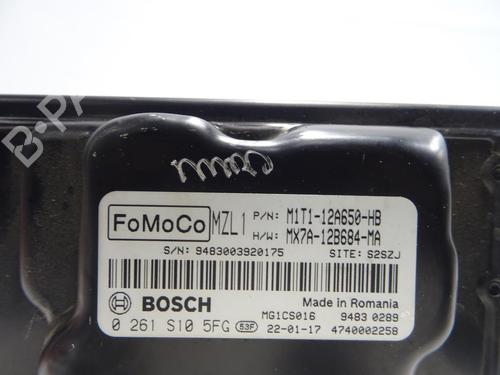 B-PA
FoMoCo MZL1 P/N: M1T1-12A650-HB
H/W: MX7A-12B684-MA
S/N: 9483003920175 SITE: S2SZJ
BOSCH Made in Romania
MG1CS016 9483 0289
0 261 S10 5FG 53F 22-01-17 4740002258